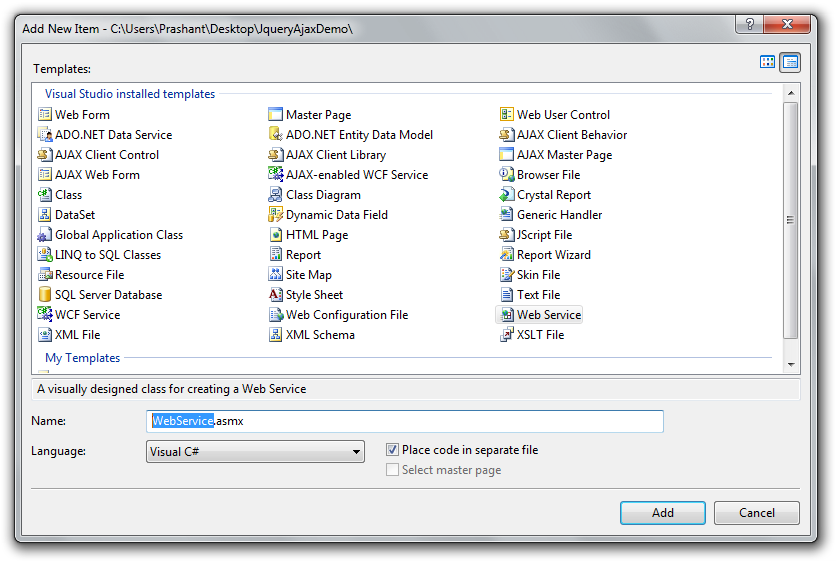 Add New Item - C:\Users\Prashant\Desktop\JqueryAjaxDemo\
Templates:
Visual Studio installed templates
Web Form Master Page Web User Control
ADO.NET Data Service ADO.NET Entity Data Model AJAX Client Behavior
AJAX Client Control AJAX Client Library AJAX Master Page
AJAX Web Form AJAX-enabled WCF Service Browser File
Class Class Diagram Crystal Report
DataSet Dynamic Data Field Generic Handler
Global Application Class HTML Page JScript File
LINQ to SQL Classes Report Report Wizard
Resource File Site Map Skin File
SQL Server Database Style Sheet Text File
WCF Service Web Configuration File Web Service
XML File XML Schema XSLT File
My Templates
A visually designed class for creating a Web Service
Name: WebService.asmx
Language: Visual C# Place code in separate file
Select master page
Add Cancel